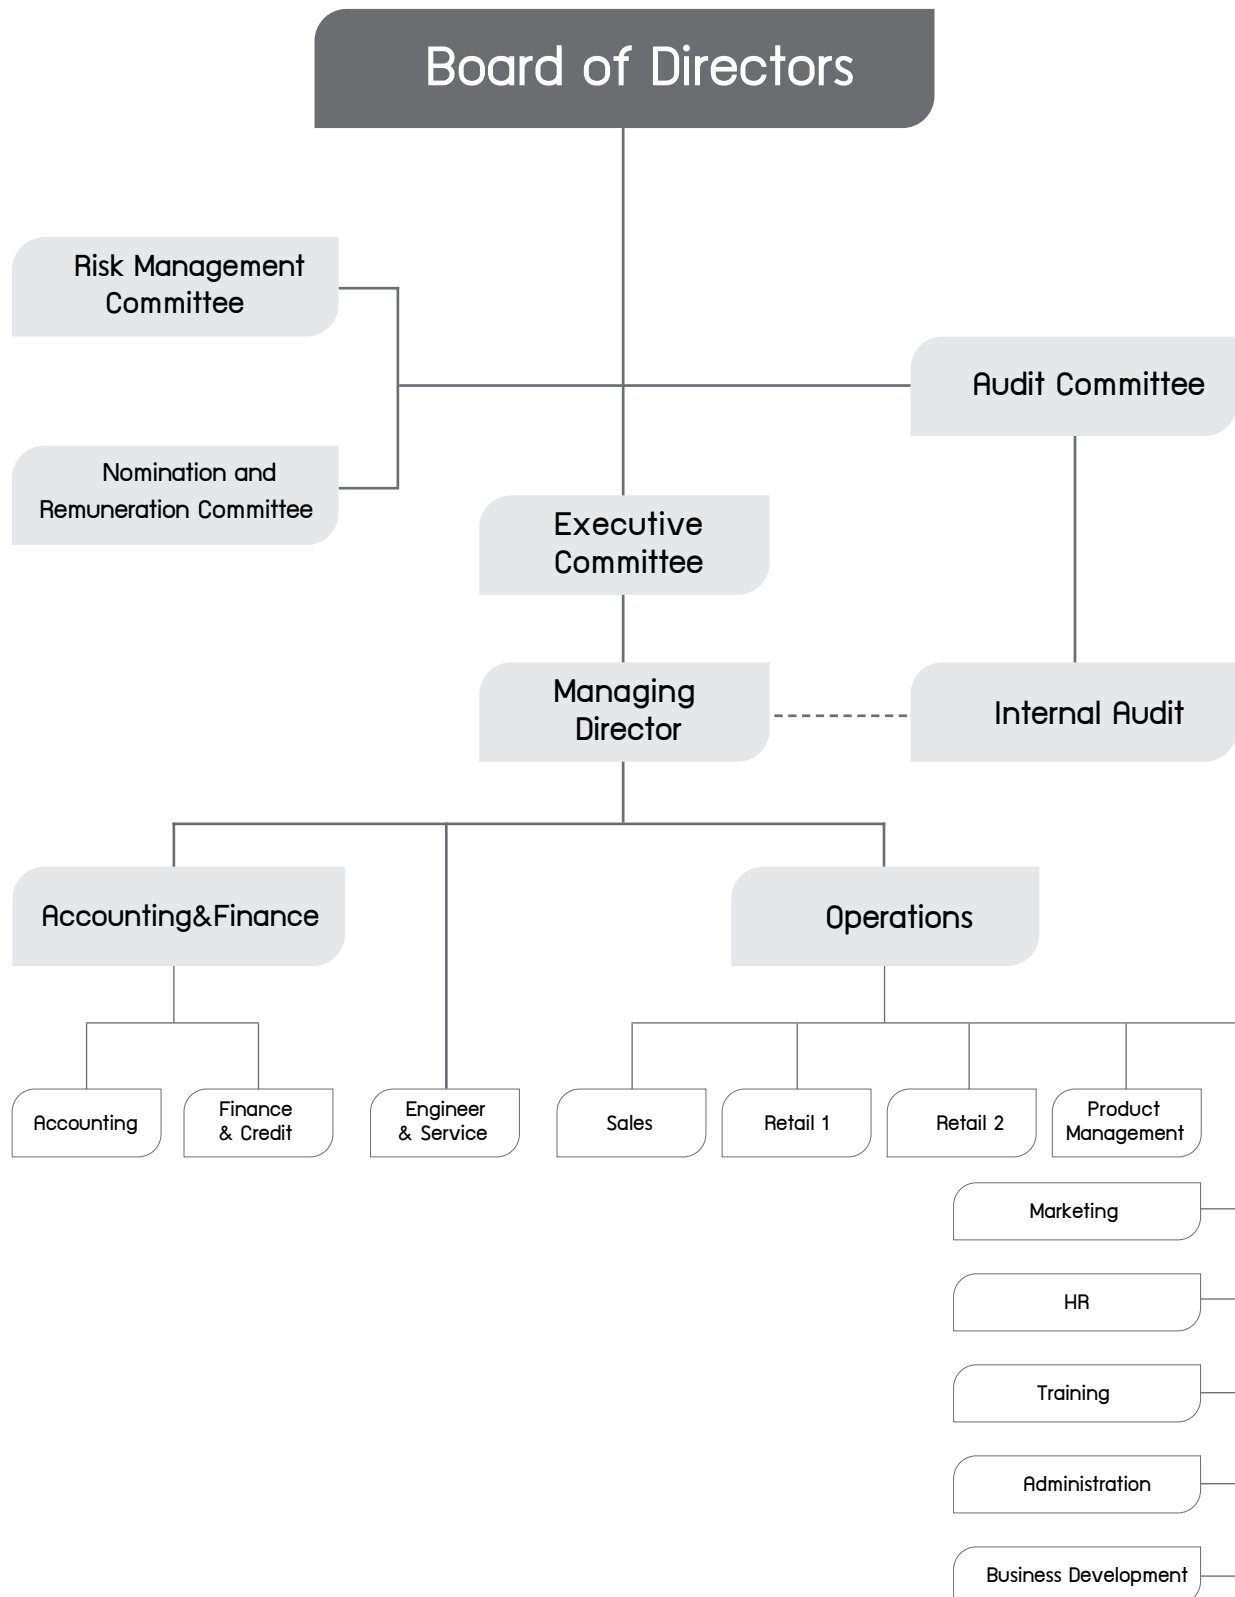 Board of Directors
Risk Management
Committee
Audit Committee
Nomination and
Remuneration Committee
Executive
Committee
Managing
Director
Internal Audit
Accounting&Finance
Operations
Accounting
Finance
& Credit
Engineer
& Service
Sales
Retail 1
Retail 2
Product
Management
Marketing
HR
Training
Administration
Business Development